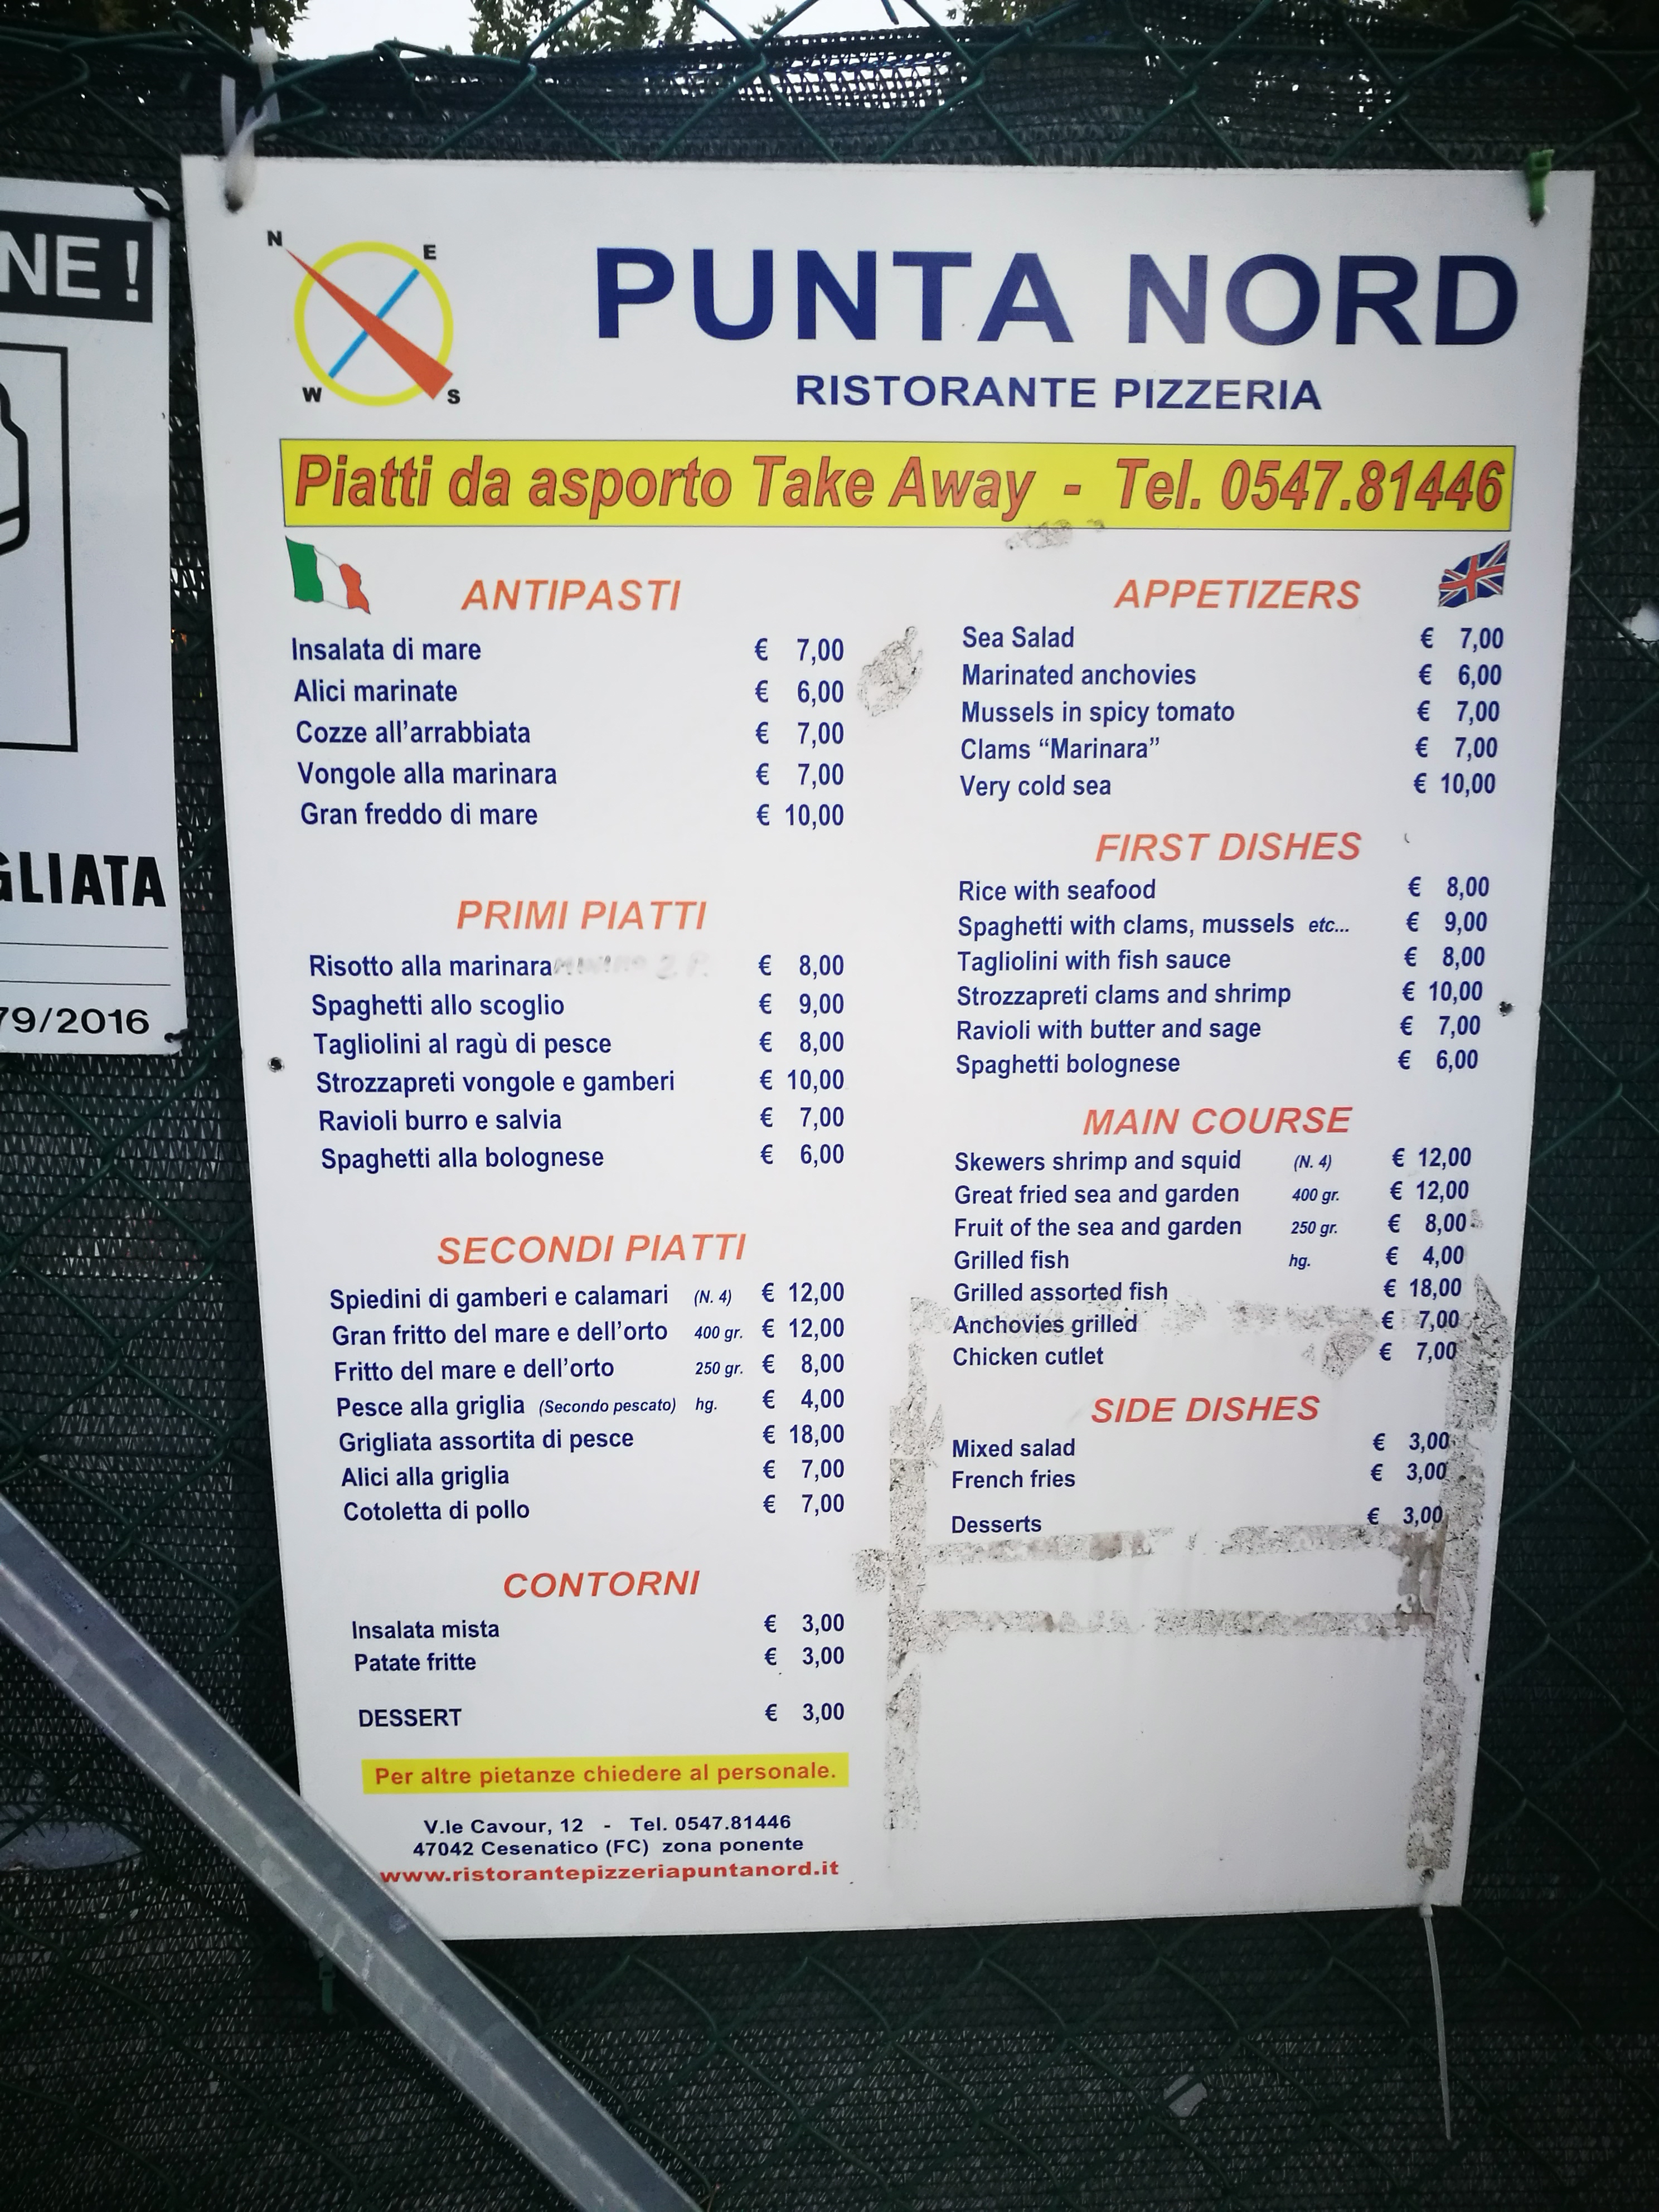 NE !
GLIATA
79/2016
N
E
W
S
PUNTA NORD
RISTORANTE PIZZERIA
Piatti da asporto Take Away - Tel. 0547.81446
ANTIPASTI
Insalata di mare € 7,00
Alici marinate € 6,00
Cozze all'arrabbiata € 7,00
Vongole alla marinara € 7,00
Gran freddo di mare € 10,00
PRIMI PIATTI
Risotto alla marinara € 8,00
Spaghetti allo scoglio € 9,00
Tagliolini al ragù di pesce € 8,00
Strozzapreti vongole e gamberi € 10,00
Ravioli burro e salvia € 7,00
Spaghetti alla bolognese € 6,00
SECONDI PIATTI
Spiedini di gamberi e calamari (N. 4) € 12,00
Gran fritto del mare e dell'orto 400 gr. € 12,00
Fritto del mare e dell'orto 250 gr. € 8,00
Pesce alla griglia (Secondo pescato) hg. € 4,00
Grigliata assortita di pesce € 18,00
Alici alla griglia € 7,00
Cotoletta di pollo € 7,00
CONTORNI
Insalata mista € 3,00
Patate fritte € 3,00
DESSERT € 3,00
Per altre pietanze chiedere al personale.
V.le Cavour, 12 - Tel. 0547.81446
47042 Cesenatico (FC) zona ponente
www.ristorantepizzeriapuntanord.it
APPETIZERS
Sea Salad € 7,00
Marinated anchovies € 6,00
Mussels in spicy tomato € 7,00
Clams “Marinara” € 7,00
Very cold sea € 10,00
FIRST DISHES
Rice with seafood € 8,00
Spaghetti with clams, mussels etc... € 9,00
Tagliolini with fish sauce € 8,00
Strozzapreti clams and shrimp € 10,00
Ravioli with butter and sage € 7,00
Spaghetti bolognese € 6,00
MAIN COURSE
Skewers shrimp and squid (N. 4) € 12,00
Great fried sea and garden 400 gr. € 12,00
Fruit of the sea and garden 250 gr. € 8,00
Grilled fish hg. € 4,00
Grilled assorted fish € 18,00
Anchovies grilled € 7,00
Chicken cutlet € 7,00
SIDE DISHES
Mixed salad € 3,00
French fries € 3,00
Desserts € 3,00